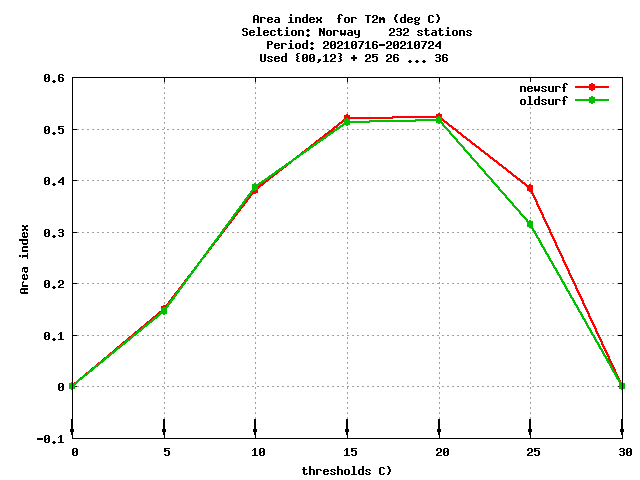 Area index  for T2m (deg C)
Selection: Norway    232 stations
Period: 20210716-20210724
Used {00,12} + 25 26 ... 36
newsurf
oldsurf
0.6
0.5
0.4
0.3
0.2
0.1
0
-0.1
Area index
0 5 10 15 20 25 30
thresholds C)